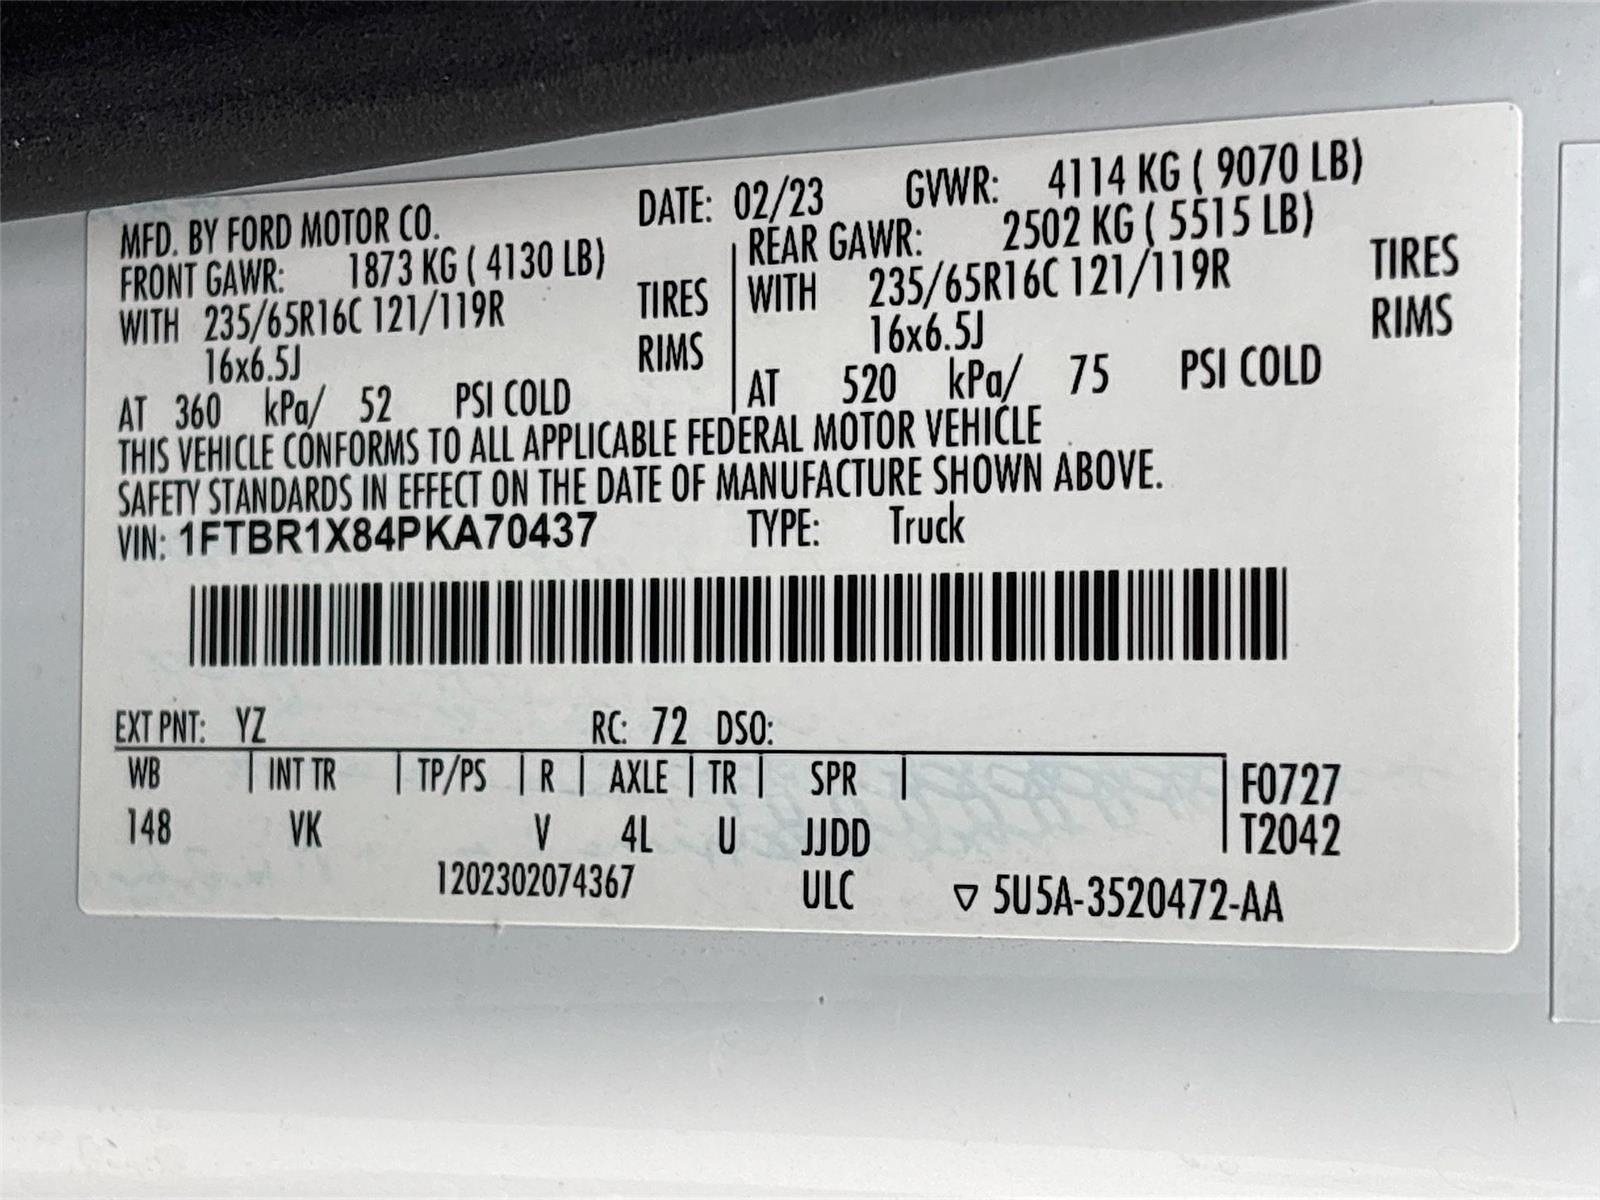 MFD. BY FORD MOTOR CO. DATE: 02/23 GVWR: 4114 KG ( 9070 LB)
FRONT GAWR: 1873 KG ( 4130 LB) REAR GAWR: 2502 KG ( 5515 LB)
WITH 235/65R16C 121/119R TIRES WITH 235/65R16C 121/119R TIRES
16x6.5J RIMS 16x6.5J RIMS
AT 360 kPa/ 52 PSI COLD AT 520 kPa/ 75 PSI COLD
THIS VEHICLE CONFORMS TO ALL APPLICABLE FEDERAL MOTOR VEHICLE
SAFETY STANDARDS IN EFFECT ON THE DATE OF MANUFACTURE SHOWN ABOVE.
VIN: 1FTBR1X84PKA70437 TYPE: Truck
EXT PNT: YZ RC: 72 DSO:
WB | INT TR | TP/PS | R | AXLE | TR | SPR | F0727
148 VK V 4L U JJDD T2042
1202302074367 ULC ▽ 5U5A-3520472-AA